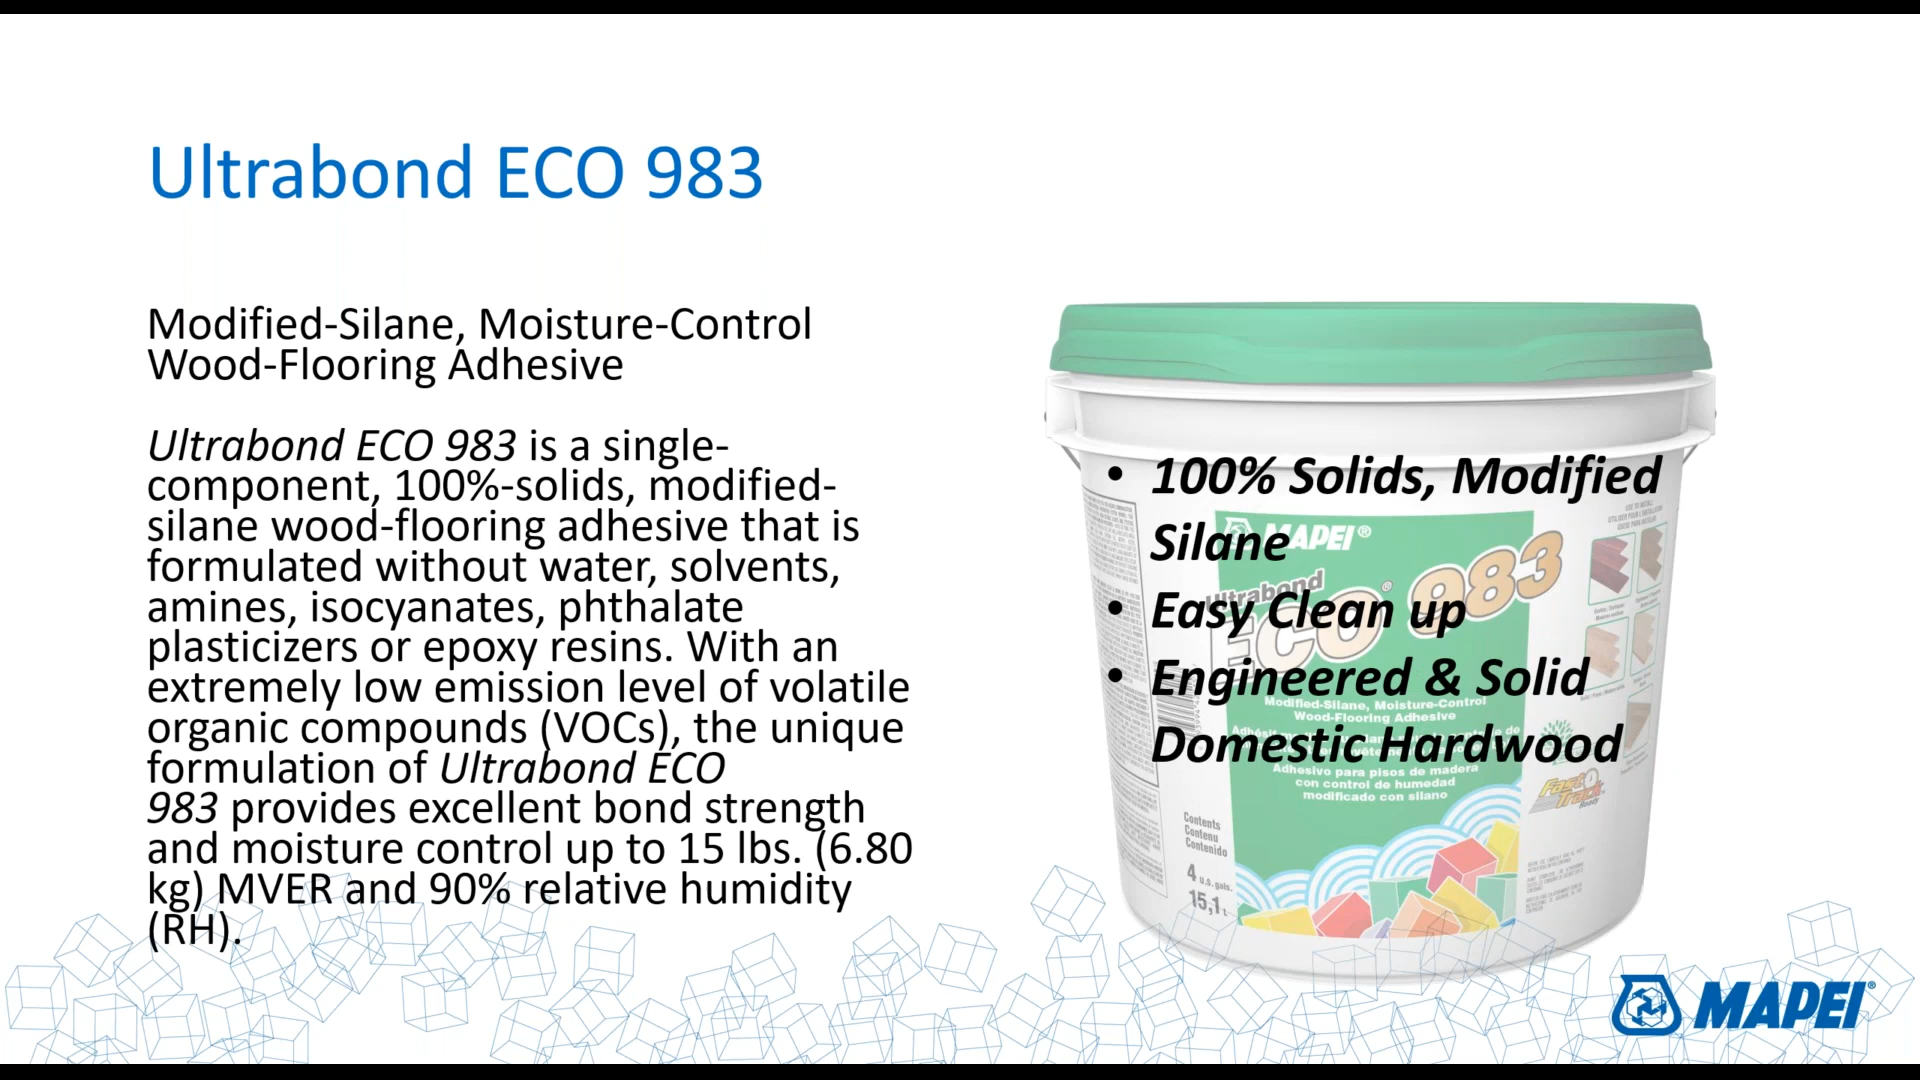 Ultrabond ECO 983
Modified-Silane, Moisture-Control
Wood-Flooring Adhesive
Ultrabond ECO 983 is a single-
component, 100%-solids, modified-
silane wood-flooring adhesive that is
formulated without water, solvents,
amines, isocyanates, phthalate
plasticizers or epoxy resins. With an
extremely low emission level of volatile
organic compounds (VOCs), the unique
formulation of Ultrabond ECO
983 provides excellent bond strength
and moisture control up to 15 lbs. (6.80
kg) MVER and 90% relative humidity
(RH).
• 100% Solids, Modified
Silane
• Easy Clean up
• Engineered & Solid
Domestic Hardwood
MAPEI®
Ultrabond
ECO® 983
Modified-Silane, Moisture-Control
Wood-Flooring Adhesive
Adhesivo para pisos de madera
con control de humedad
modificado con silano
Contents
Contenu
Contenido
4 u.s. gals.
15,1 L
Fast Track
Ready
MAPEI®